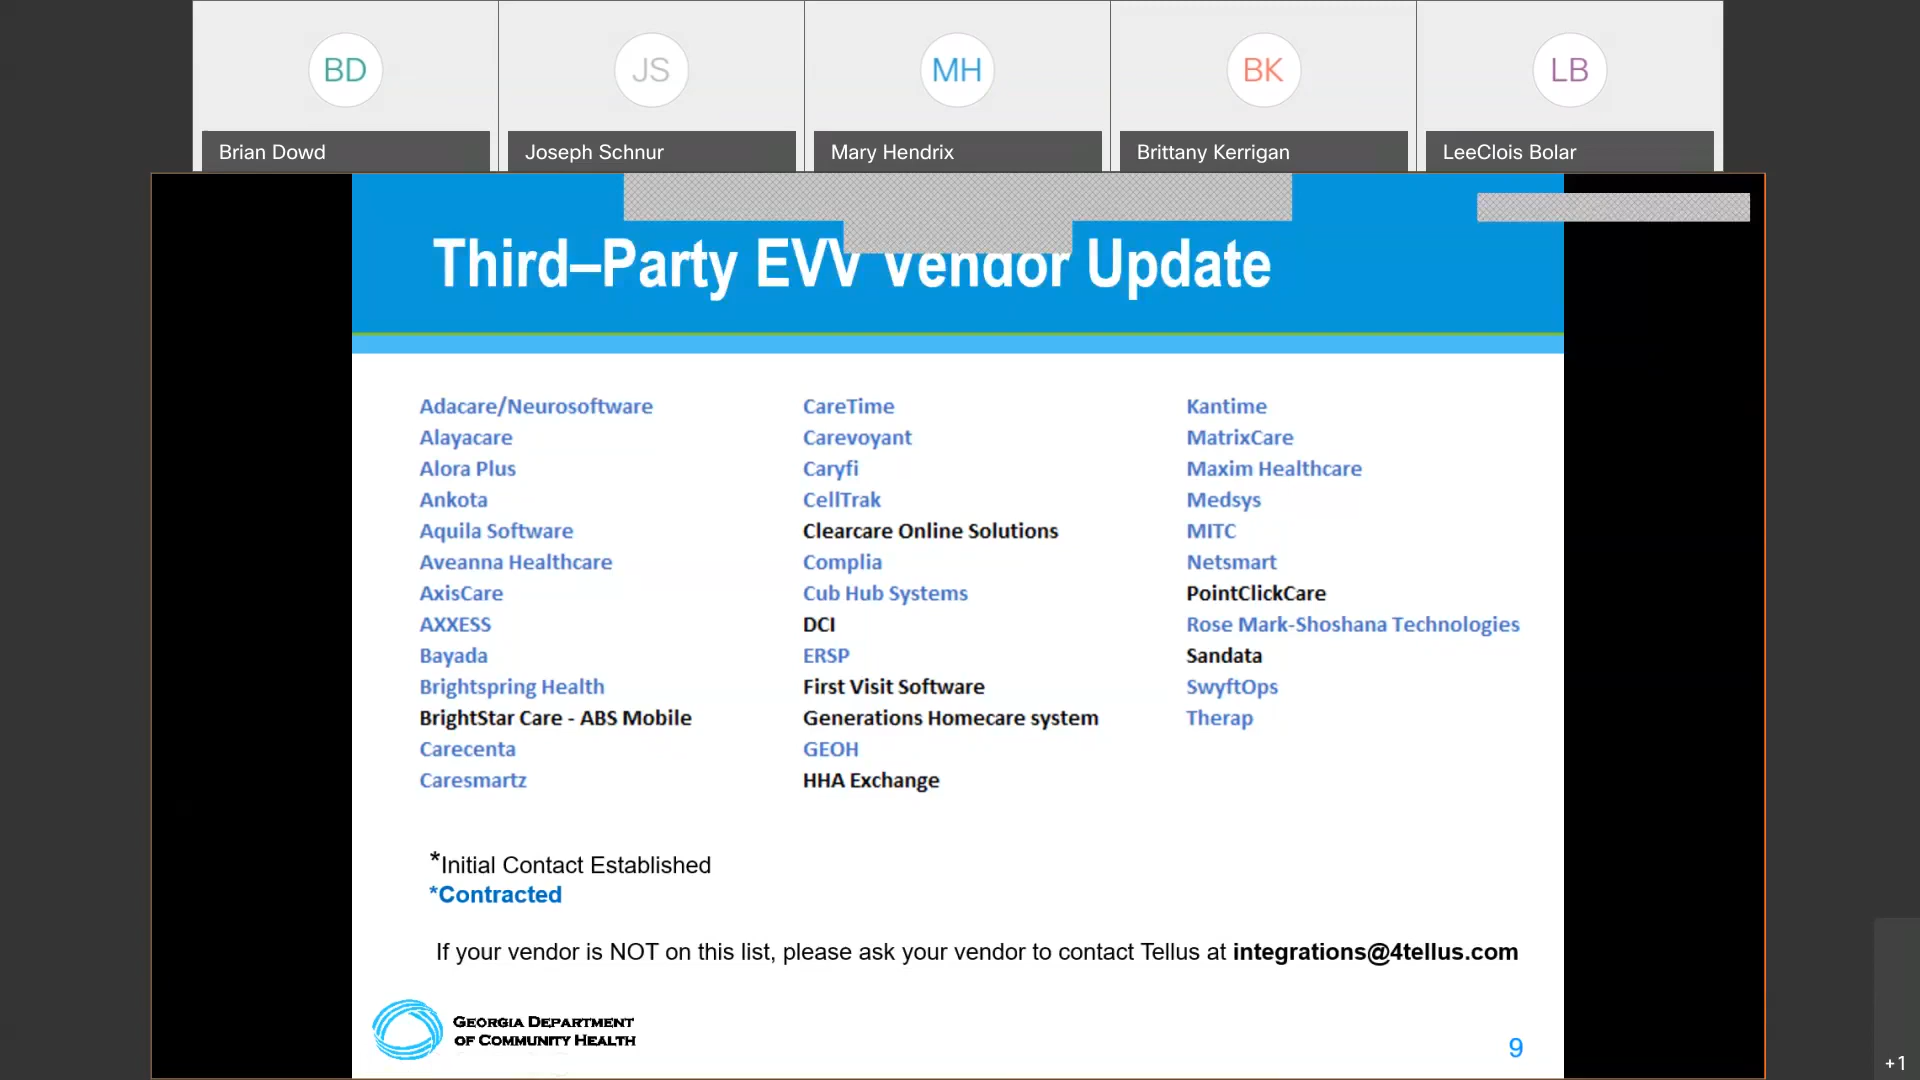 BD
JS
MH
BK
LB
Brian Dowd
Joseph Schnur
Mary Hendrix
Brittany Kerrigan
LeeClois Bolar
Third–Party EVV Vendor Update
Adacare/Neurosoftware
Alayacare
Alora Plus
Ankota
Aquila Software
Aveanna Healthcare
AxisCare
AXXESS
Bayada
Brightspring Health
BrightStar Care - ABS Mobile
Carecenta
Caresmartz
CareTime
Carevoyant
Caryfi
CellTrak
Clearcare Online Solutions
Complia
Cub Hub Systems
DCI
ERSP
First Visit Software
Generations Homecare system
GEOH
HHA Exchange
Kantime
MatrixCare
Maxim Healthcare
Medsys
MITC
Netsmart
PointClickCare
Rose Mark-Shoshana Technologies
Sandata
SwyftOps
Therap
*Initial Contact Established
*Contracted
If your vendor is NOT on this list, please ask your vendor to contact Tellus at integrations@4tellus.com
GEORGIA DEPARTMENT
OF COMMUNITY HEALTH
9
+1